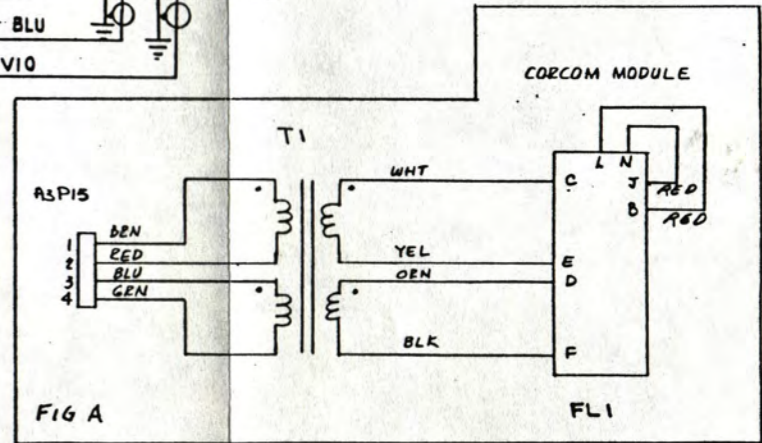 BLU
VIO
CORCOM MODULE
T1
L N
WHT
C
J
RED
A3P15
B
RED
1 BRN
2 RED
YEL
E
3 BLU
ORN
D
4 GRN
BLK
F
FIG A
FL1